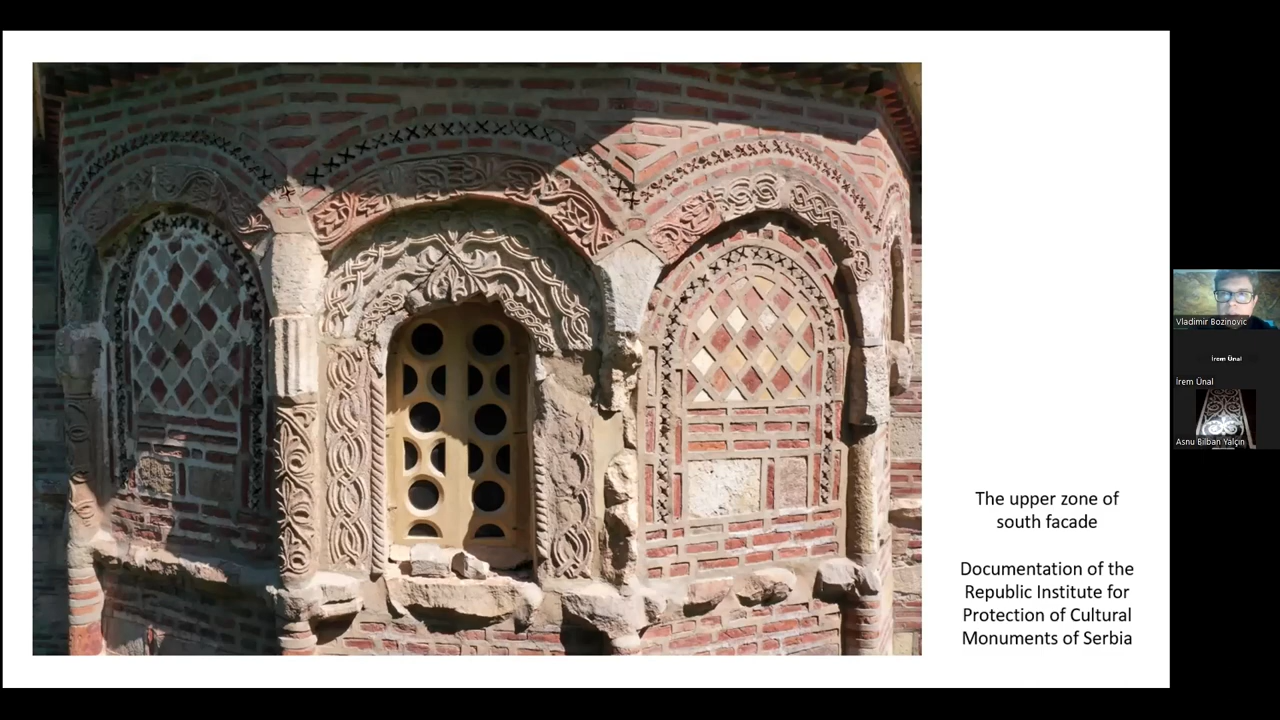 The upper zone of
south facade
Documentation of the
Republic Institute for
Protection of Cultural
Monuments of Serbia
Vladimir Bozinovic
İrem Ünal
İrem Ünal
Asnu Bilban Yalçın